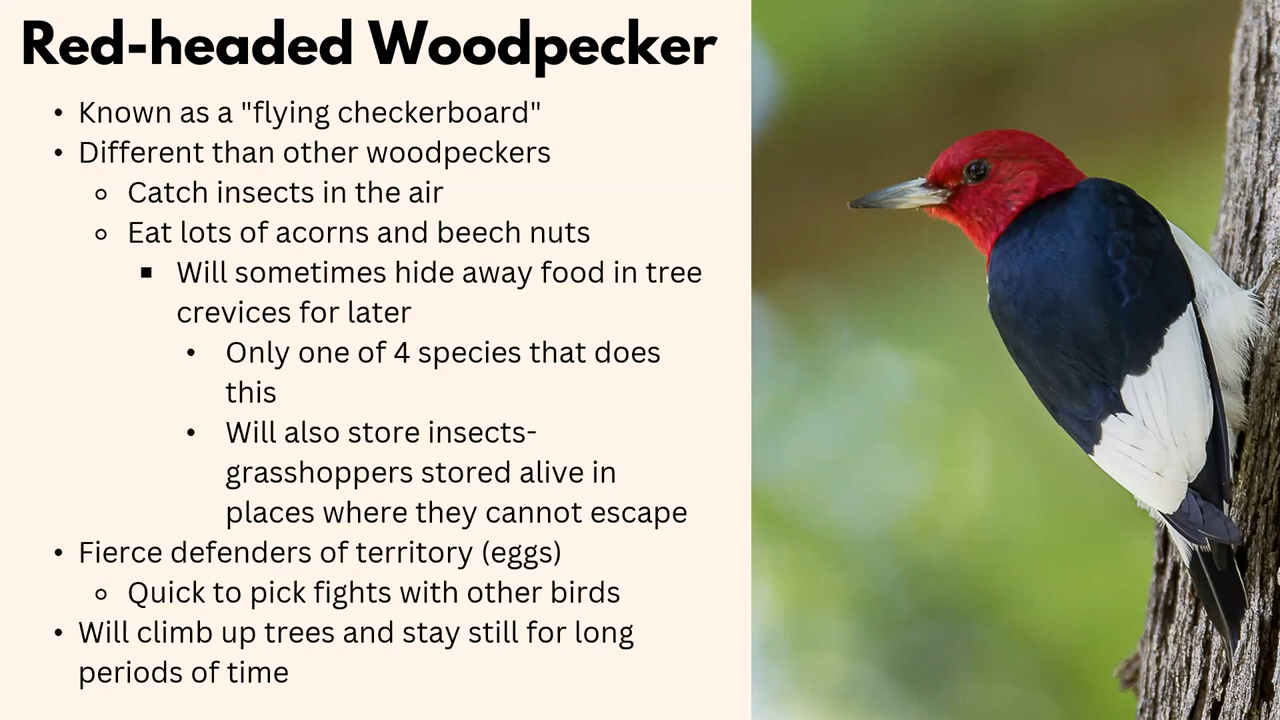 Red-headed Woodpecker
• Known as a "flying checkerboard"
• Different than other woodpeckers
◦ Catch insects in the air
◦ Eat lots of acorns and beech nuts
▪ Will sometimes hide away food in tree
crevices for later
• Only one of 4 species that does
this
• Will also store insects-
grasshoppers stored alive in
places where they cannot escape
• Fierce defenders of territory (eggs)
◦ Quick to pick fights with other birds
• Will climb up trees and stay still for long
periods of time